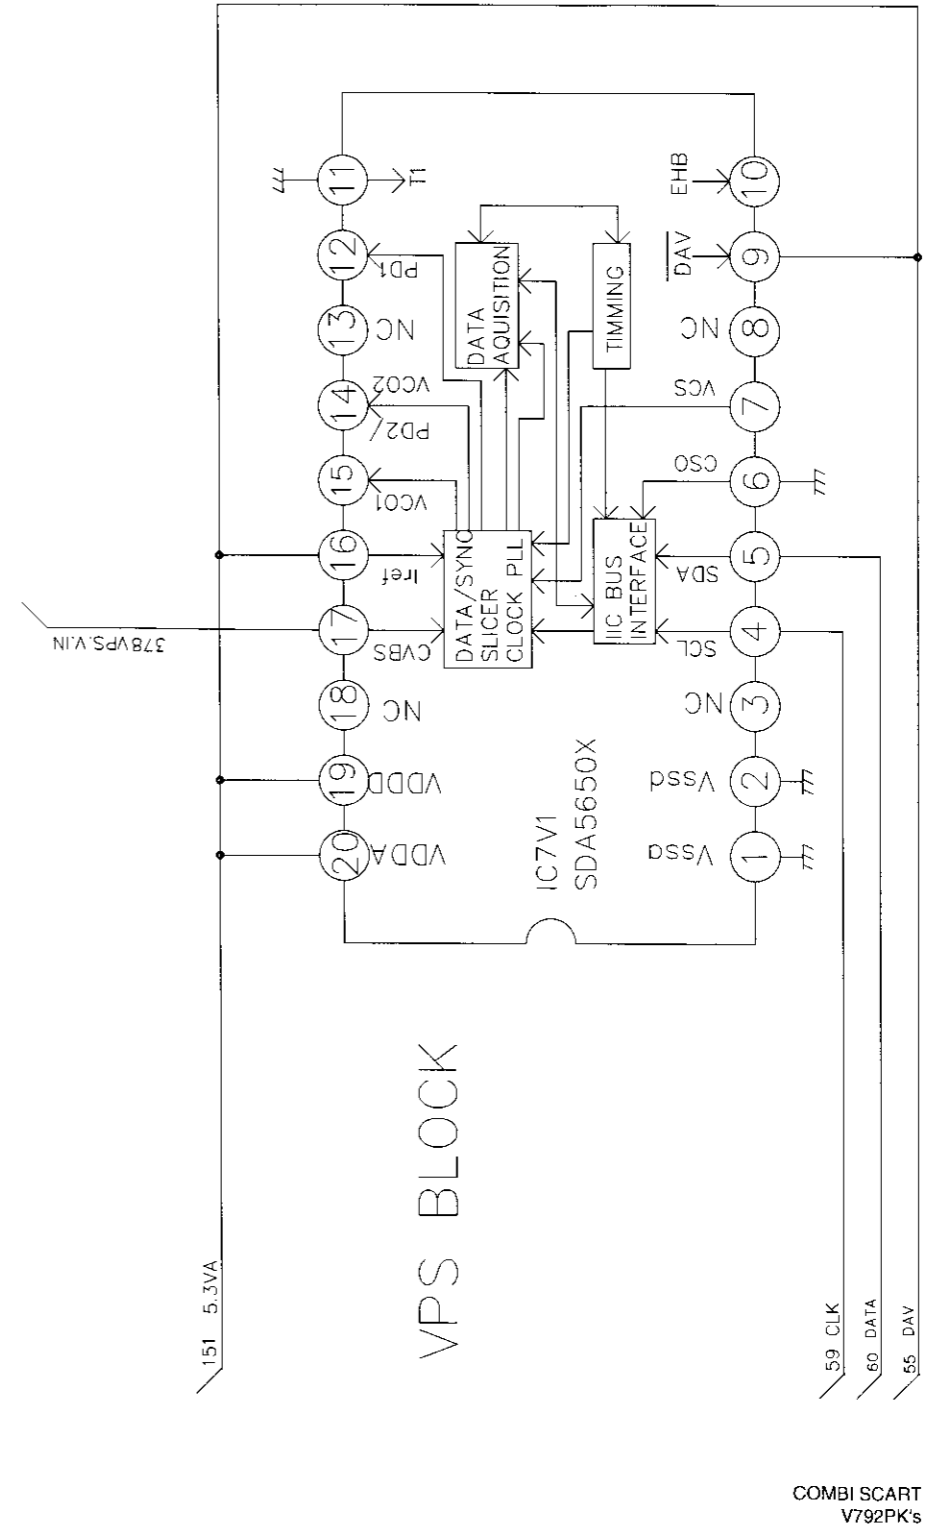 11
T1
12
PD1
13
NC
14
VCO2
PD2/
15
VCO1
16
Iref
17
CVBS
378VPS.V.IN
18
NC
19
VDDD
20
VDDA
EHB
10
DAV
9
NC
8
VCS
7
CSO
6
SDA
5
SCL
4
NC
3
Vssd
2
Vssa
1
DATA
AQUISITION
TIMMING
DATA/SYNC
SLICER
CLOCK PLL
IIC BUS
INTERFACE
IC7V1
SDA5650X
VPS BLOCK
151 5.3VA
59 CLK
60 DATA
55 DAV
COMBI SCART
V792PK's